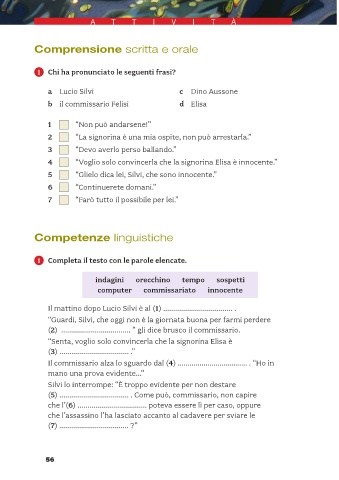 ATTIVITÀ
Comprensione scritta e orale
1 Chi ha pronunciato le seguenti frasi?
a Lucio Silvi
c Dino Aussone
b il commissario Felisi
d Elisa
1 "Non può andarsene!"
2 "La signorina è una mia ospite, non può arrestarla."
3 "Devo averlo perso ballando."
4 "Voglio solo convincerla che la signorina Elisa è innocente."
5 "Glielo dica lei, Silvi, che sono innocente."
6 "Continuerete domani."
7 "Farò tutto il possibile per lei."
Competenze linguistiche
1 Completa il testo con le parole elencate.
indagini orecchino tempo sospetti
computer commissariato innocente
Il mattino dopo Lucio Silvi è al (1) .................................. .
"Guardi, Silvi, che oggi non è la giornata buona per farmi perdere
(2) .................................. " gli dice brusco il commissario.
"Senta, voglio solo convincerla che la signorina Elisa è
(3) .................................. ."
Il commissario alza lo sguardo dal (4) .................................. . "Ho in
mano una prova evidente..."
Silvi lo interrompe: "È troppo evidente per non destare
(5) .................................. . Come può, commissario, non capire
che l'(6) .................................. poteva essere lì per caso, oppure
che l'assassino l'ha lasciato accanto al cadavere per sviare le
(7) .................................. ?"
56